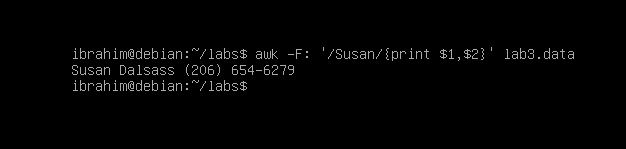 ibrahim@debian:~/labs$ awk -F: '/Susan/{print $1,$2}' lab3.data
Susan Dalsass (206) 654-6279
ibrahim@debian:~/labs$